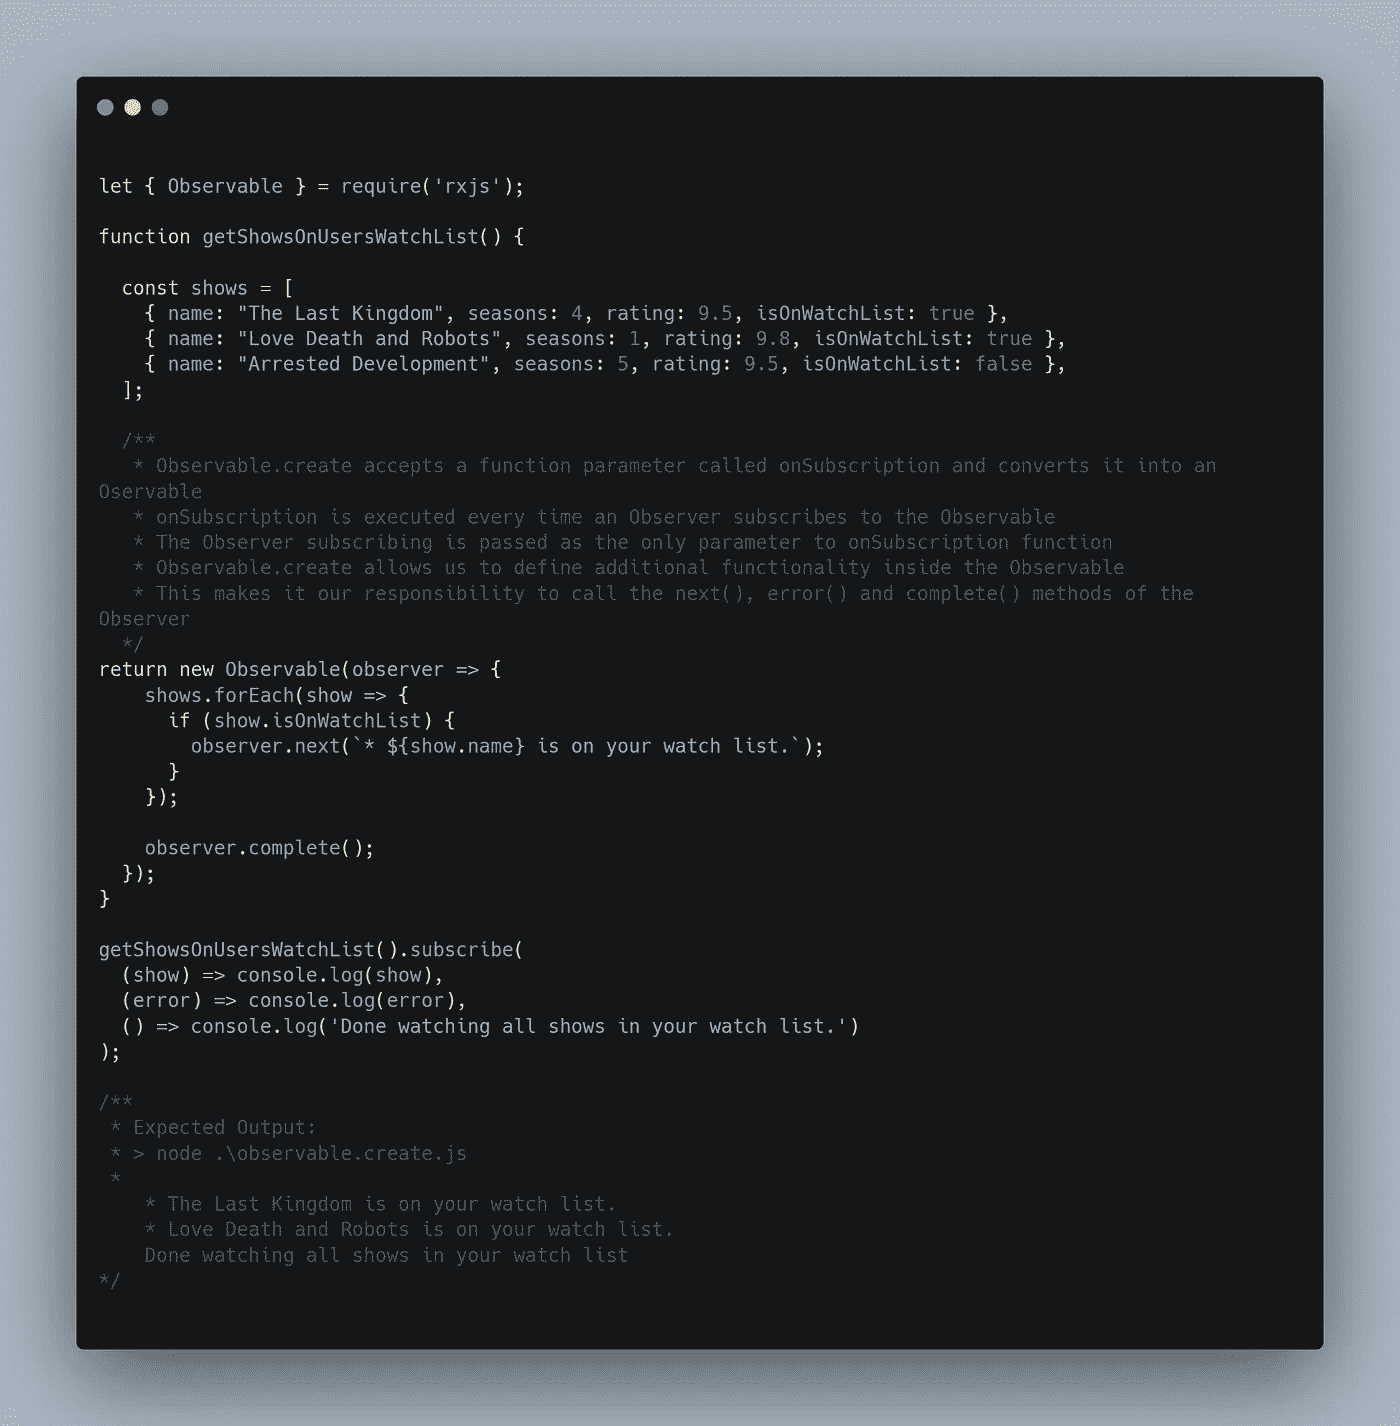 let { Observable } = require('rxjs');

function getShowsOnUsersWatchList() {

  const shows = [
    { name: "The Last Kingdom", seasons: 4, rating: 9.5, isOnWatchList: true },
    { name: "Love Death and Robots", seasons: 1, rating: 9.8, isOnWatchList: true },
    { name: "Arrested Development", seasons: 5, rating: 9.5, isOnWatchList: false },
  ];

  /**
   * Observable.create accepts a function parameter called onSubscription and converts it into an
Oservable
   * onSubscription is executed every time an Observer subscribes to the Observable
   * The Observer subscribing is passed as the only parameter to onSubscription function
   * Observable.create allows us to define additional functionality inside the Observable
   * This makes it our responsibility to call the next(), error() and complete() methods of the
Observer
  */
return new Observable(observer => {
    shows.forEach(show => {
      if (show.isOnWatchList) {
        observer.next(`* ${show.name} is on your watch list.`);
      }
    });

    observer.complete();
  });
}

getShowsOnUsersWatchList().subscribe(
  (show) => console.log(show),
  (error) => console.log(error),
  () => console.log('Done watching all shows in your watch list.')
);

/**
 * Expected Output:
 * > node .\observable.create.js
 *
    * The Last Kingdom is on your watch list.
    * Love Death and Robots is on your watch list.
    Done watching all shows in your watch list
*/